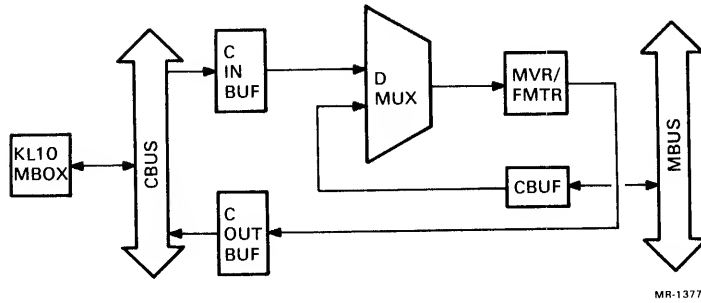 C
IN
BUF
D
MUX
MVR/
FMTR
KL10
MBOX
CBUS
CBUF
MBUS
C
OUT
BUF
MR-1377